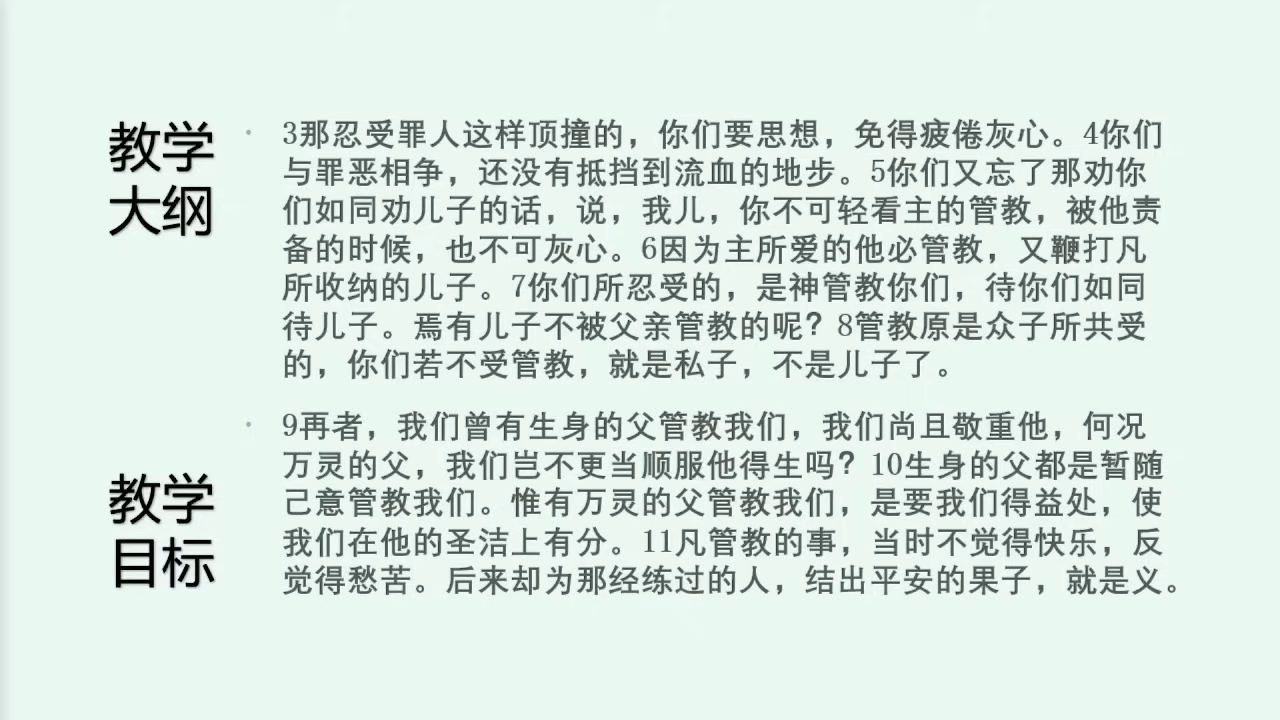 教学
大纲
3那忍受罪人这样顶撞的，你们要思想，免得疲倦灰心。4你们
与罪恶相争，还没有抵挡到流血的地步。5你们又忘了那劝你
们如同劝儿子的话，说，我儿，你不可轻看主的管教，被他责
备的时候，也不可灰心。6因为主所爱的他必管教，又鞭打凡
所收纳的儿子。7你们所忍受的，是神管教你们，待你们如同
待儿子。焉有儿子不被父亲管教的呢？8管教原是众子所共受
的，你们若不受管教，就是私子，不是儿子了。
教学
目标
9再者，我们曾有生身的父管教我们，我们尚且敬重他，何况
万灵的父，我们岂不更当顺服他得生吗？10生身的父都是暂随
己意管教我们。惟有万灵的父管教我们，是要我们得益处，使
我们在他的圣洁上有分。11凡管教的事，当时不觉得快乐，反
觉得愁苦。后来却为那经练过的人，结出平安的果子，就是义。